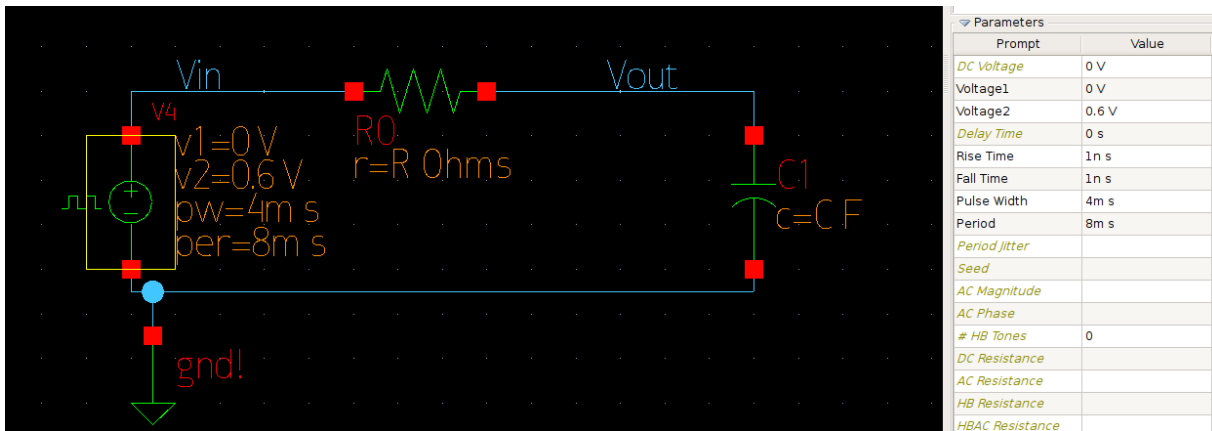 Vin
Vout
V4
v1=0 V
v2=0.6 V
pw=4m s
per=8m s
R0
r=R Ohms
C1
c=C F
gnd!
Parameters
Prompt Value
DC Voltage 0 V
Voltage1 0 V
Voltage2 0.6 V
Delay Time 0 s
Rise Time 1n s
Fall Time 1n s
Pulse Width 4m s
Period 8m s
Period Jitter
Seed
AC Magnitude
AC Phase
# HB Tones 0
DC Resistance
AC Resistance
HB Resistance
HBAC Resistance